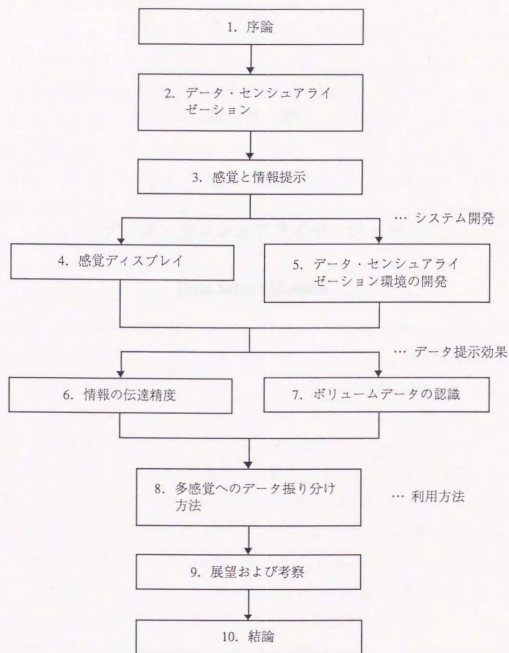 1. 序論
2. データ・センシュアライ
ゼーション
3. 感覚と情報提示
… システム開発
4. 感覚ディスプレイ
5. データ・センシュアライ
ゼーション環境の開発
… データ提示効果
6. 情報の伝達精度
7. ボリュームデータの認識
8. 多感覚へのデータ振り分け
方法
… 利用方法
9. 展望および考察
10. 結論